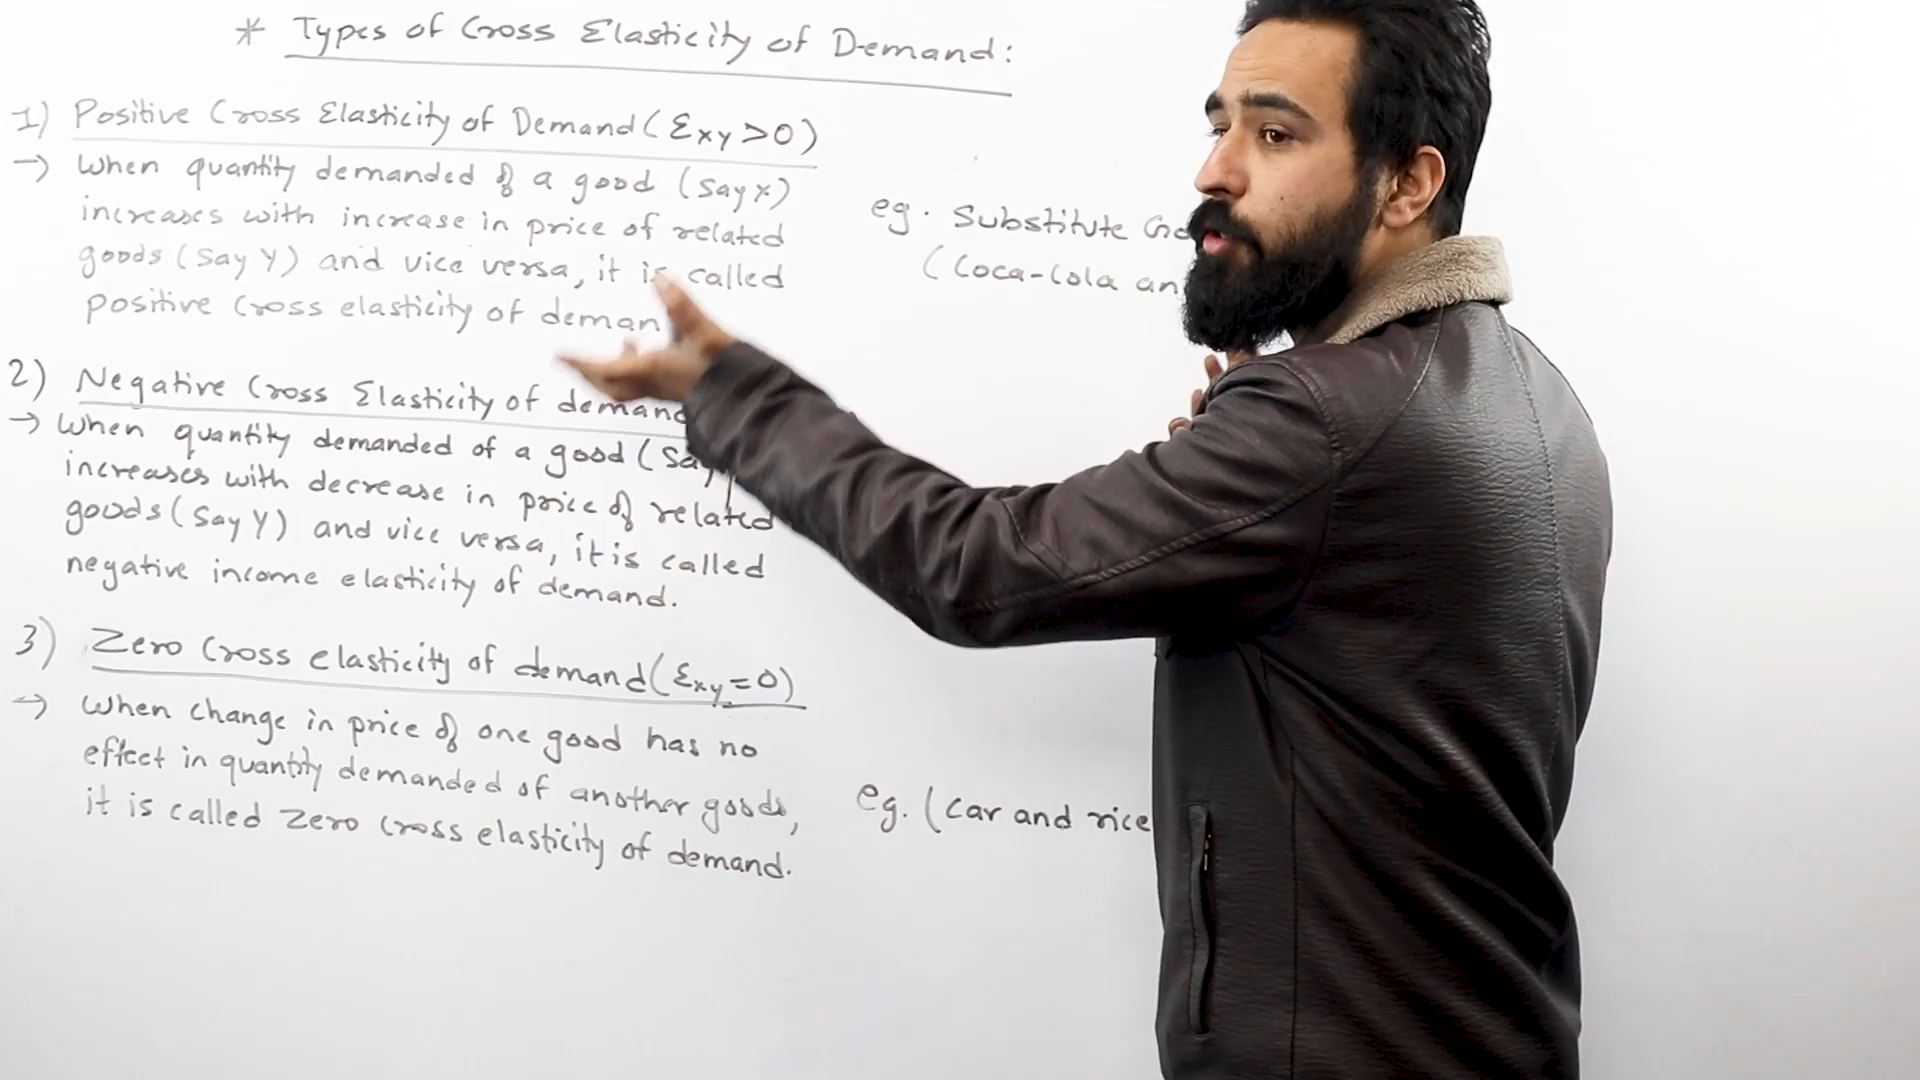 * Types of Cross Elasticity of Demand:
1) Positive Cross Elasticity of Demand (Ɛxy>0)
→ When quantity demanded of a good (Say X)
increases with increase in price of related
goods (Say Y) and vice versa, it is called
positive cross elasticity of deman
eg. Substitute
(Coca-Cola an
2) Negative Cross Elasticity of demand
→ When quantity demanded of a good (Say
increases with decrease in price of related
goods (Say Y) and vice versa, it is called
negative income elasticity of demand.
3) Zero Cross elasticity of demand (Ɛxy=0)
→ When change in price of one good has no
effect in quantity demanded of another goods,
it is called zero cross elasticity of demand.
eg. (Car and rice